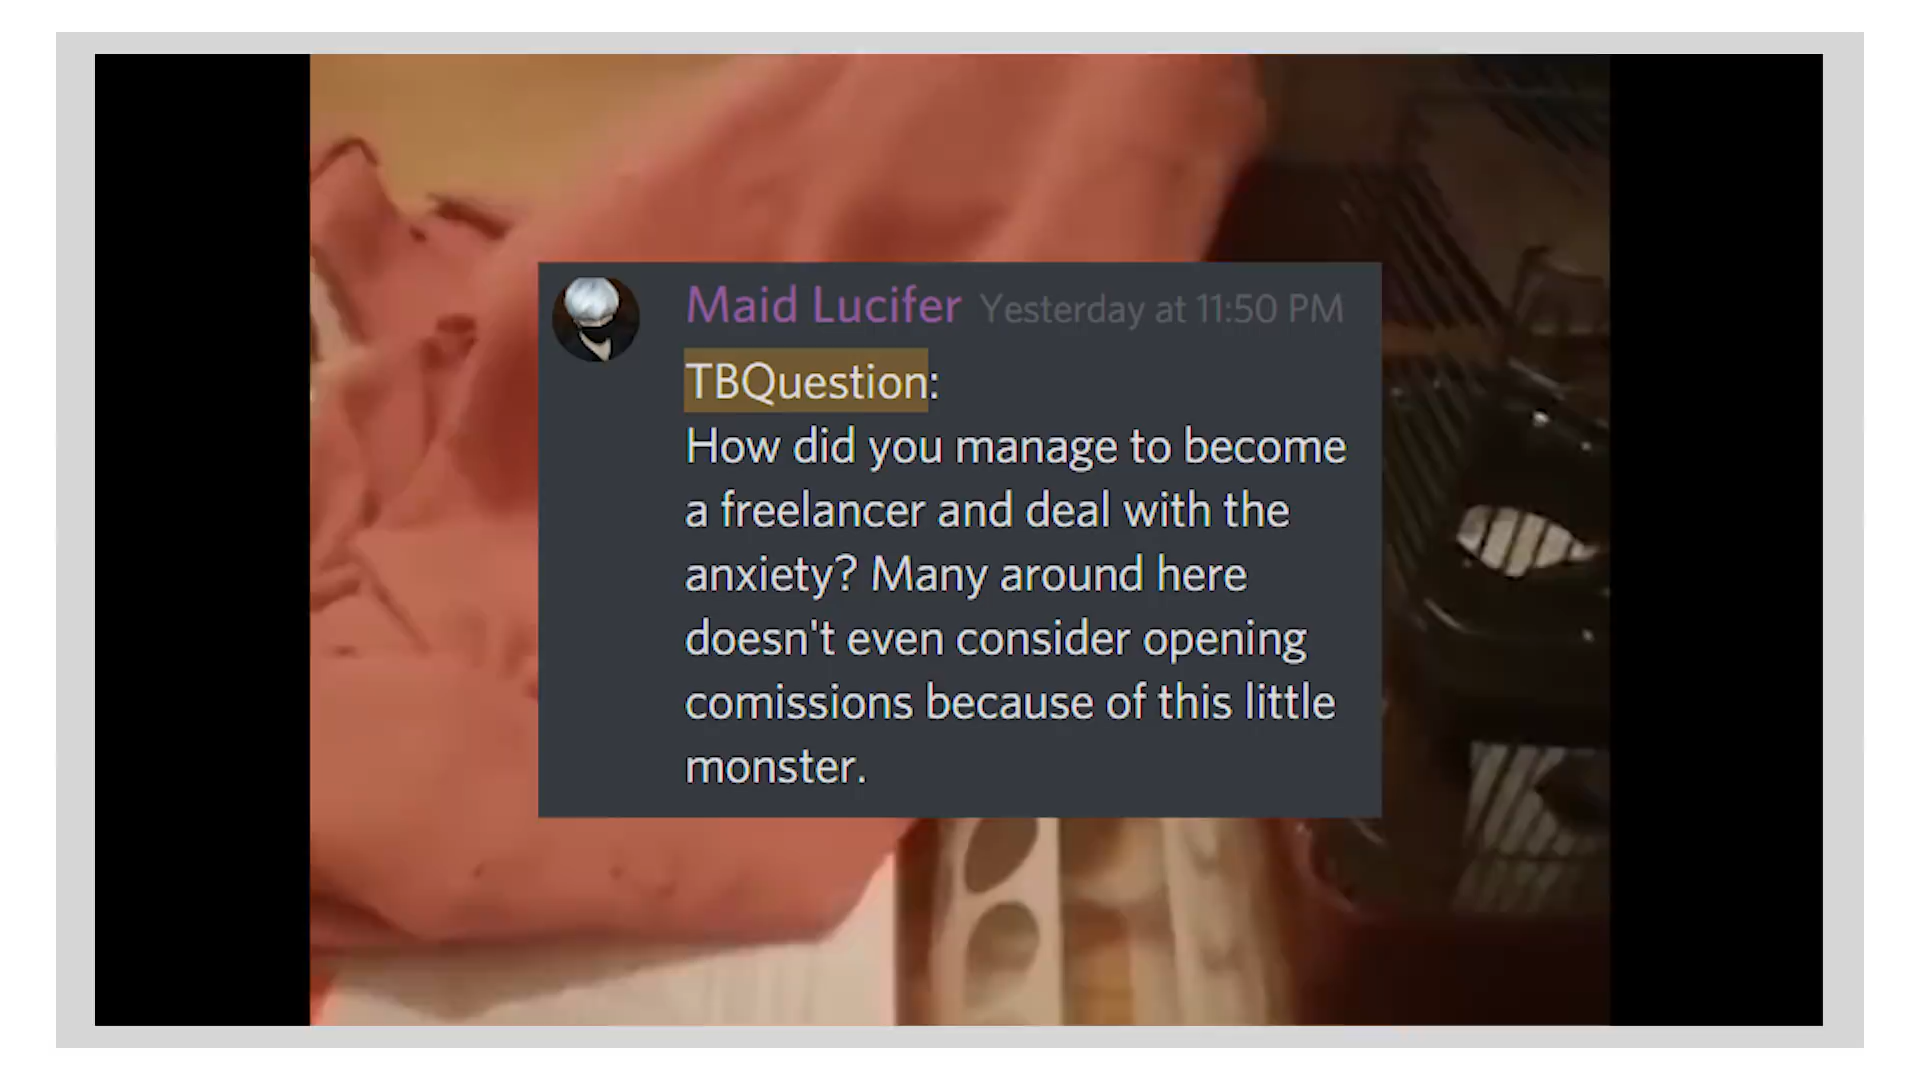 Maid Lucifer Yesterday at 11:50 PM
TBQuestion:
How did you manage to become
a freelancer and deal with the
anxiety? Many around here
doesn't even consider opening
comissions because of this little
monster.